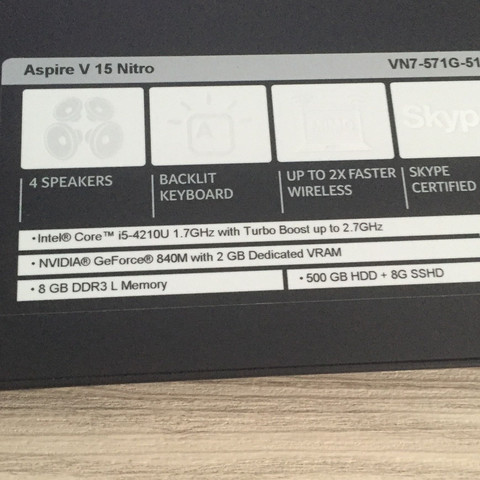 Aspire V 15 Nitro VN7-571G-51
Skyp
4 SPEAKERS
BACKLIT
KEYBOARD
UP TO 2X FASTER
WIRELESS
SKYPE
CERTIFIED
• Intel® Core™ i5-4210U 1.7GHz with Turbo Boost up to 2.7GHz
• NVIDIA® GeForce® 840M with 2 GB Dedicated VRAM
• 8 GB DDR3 L Memory
• 500 GB HDD + 8G SSHD